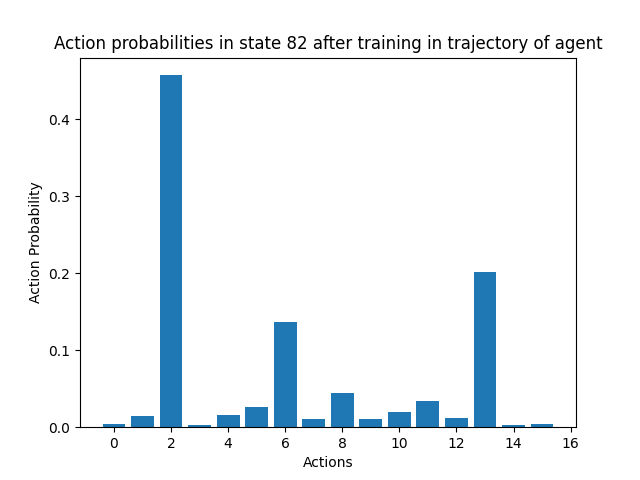 Action probabilities in state 82 after training in trajectory of agent
Action Probability
0.4
0.3
0.2
0.1
0.0
0 2 4 6 8 10 12 14 16
Actions